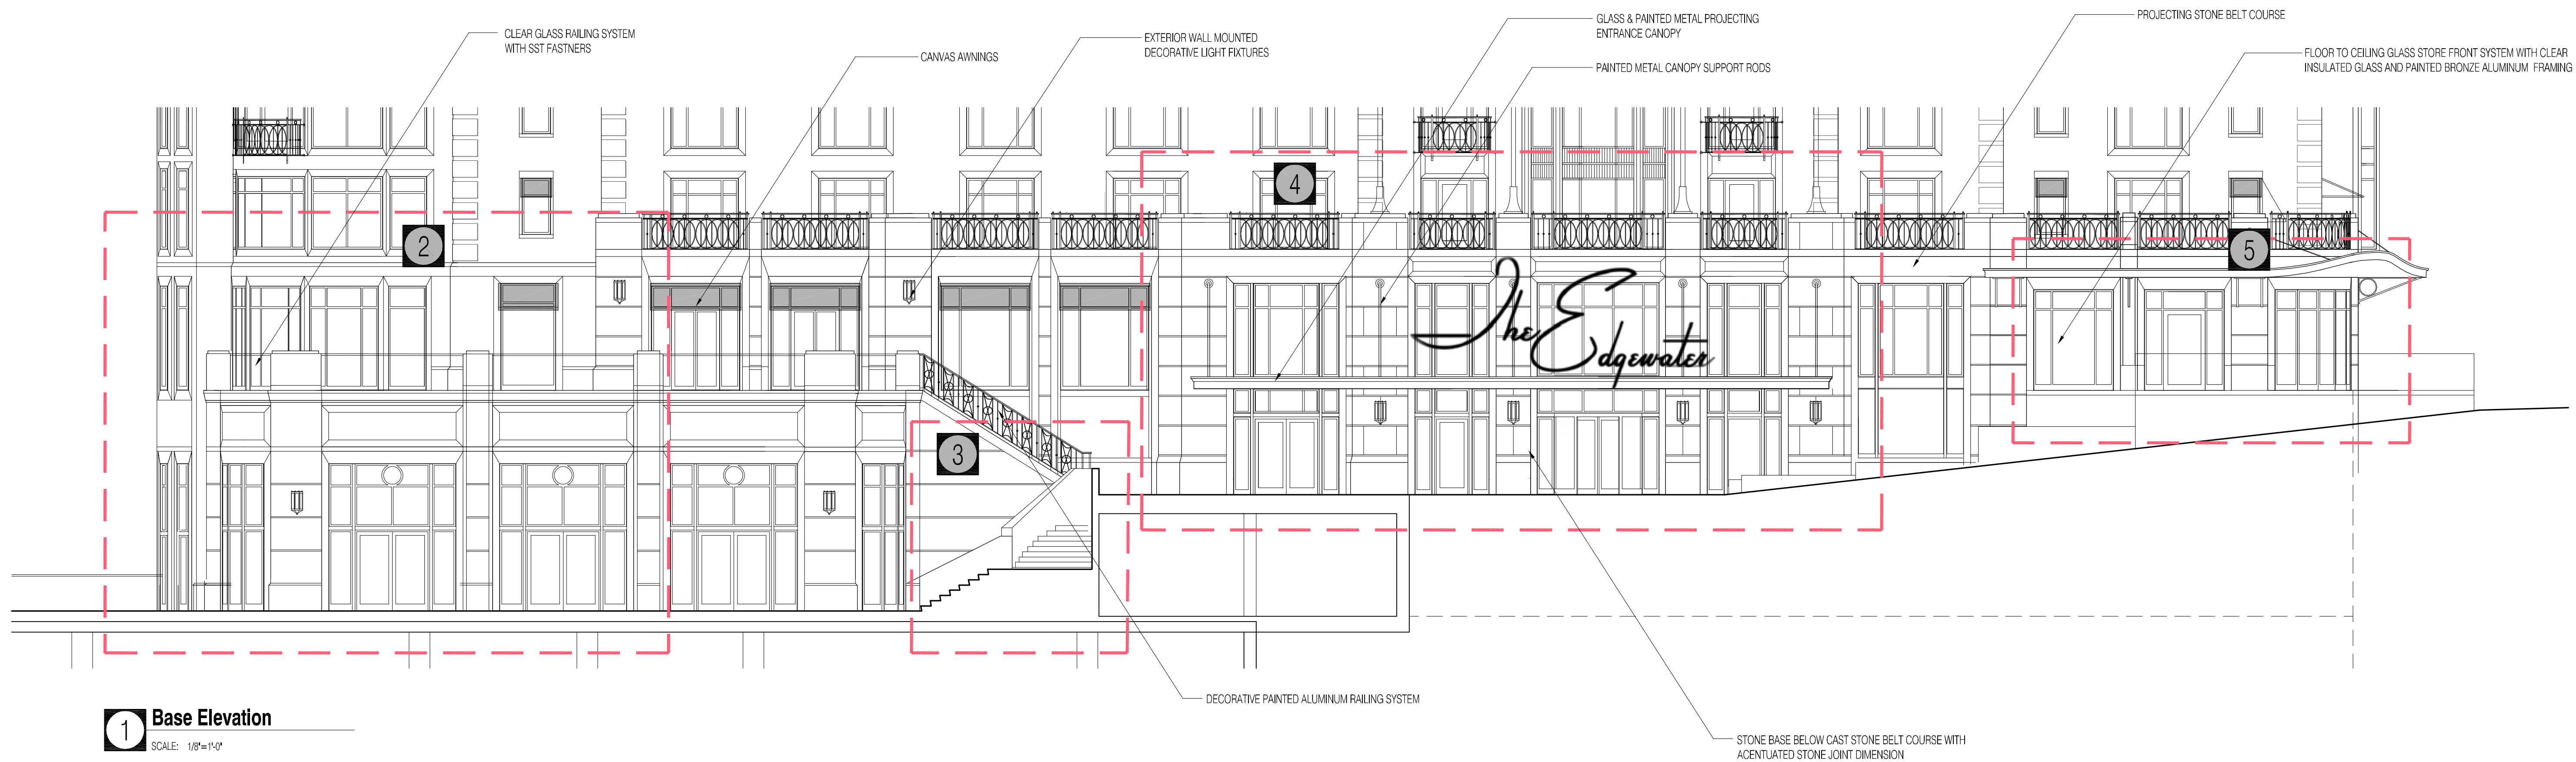 CLEAR GLASS RAILING SYSTEM
WITH SST FASTNERS
CANVAS AWNINGS
EXTERIOR WALL MOUNTED
DECORATIVE LIGHT FIXTURES
GLASS & PAINTED METAL PROJECTING
ENTRANCE CANOPY
PAINTED METAL CANOPY SUPPORT RODS
PROJECTING STONE BELT COURSE
FLOOR TO CEILING GLASS STORE FRONT SYSTEM WITH CLEAR
INSULATED GLASS AND PAINTED BRONZE ALUMINUM FRAMING
4
2
5
The Edgewater
3
DECORATIVE PAINTED ALUMINUM RAILING SYSTEM
STONE BASE BELOW CAST STONE BELT COURSE WITH
ACENTUATED STONE JOINT DIMENSION
1 Base Elevation
SCALE: 1/8"=1'-0"